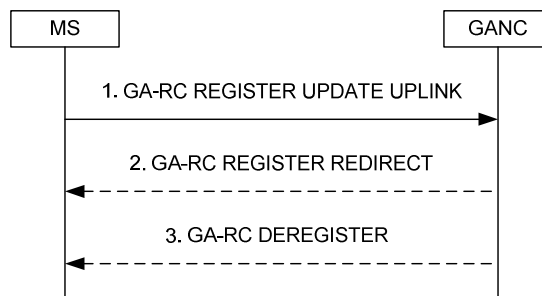 MS
GANC
1. GA-RC REGISTER UPDATE UPLINK
2. GA-RC REGISTER REDIRECT
3. GA-RC DEREGISTER